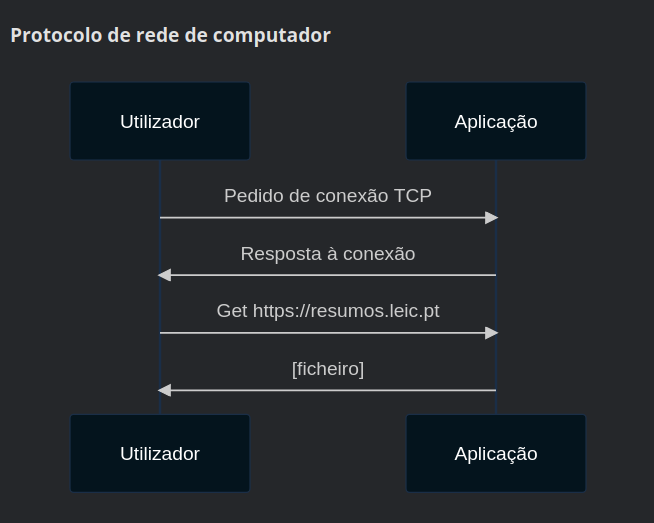 Protocolo de rede de computador
Utilizador
Aplicação
Pedido de conexão TCP
Resposta à conexão
Get https://resumos.leic.pt
[ficheiro]
Utilizador
Aplicação